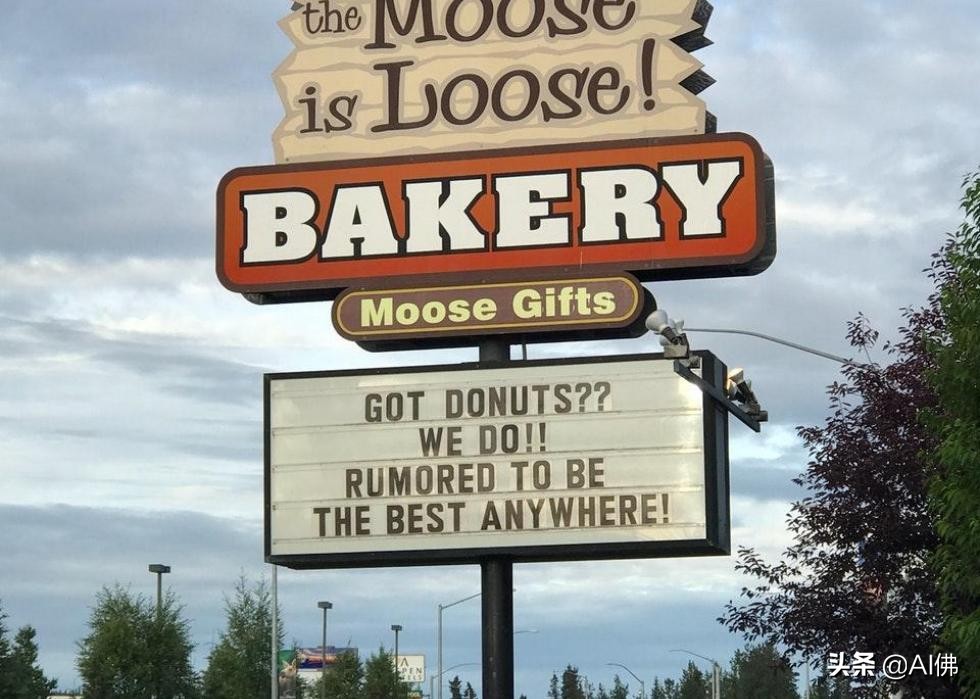 the Moose
is Loose!
BAKERY
Moose Gifts
GOT DONUTS??
WE DO!!
RUMORED TO BE
THE BEST ANYWHERE!
头条 @AI佛